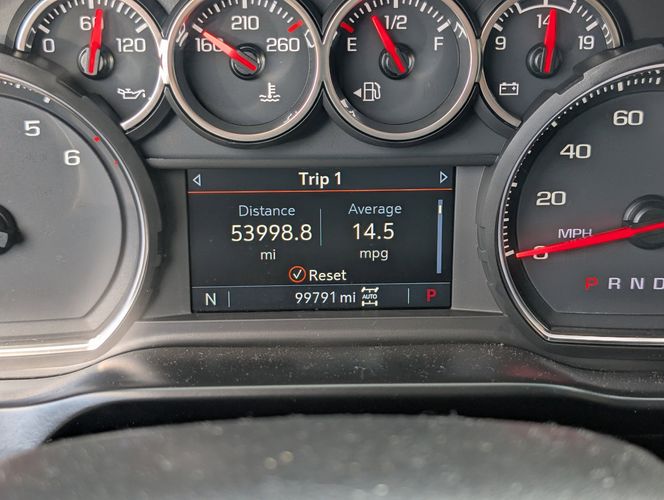 0 60 120
160 210 260
E 1/2 F
9 14 19
5
6
Trip 1
Distance Average
53998.8 14.5
mi mpg
Reset
N 99791 mi AUTO P
60
40
20
MPH
0
P R N D